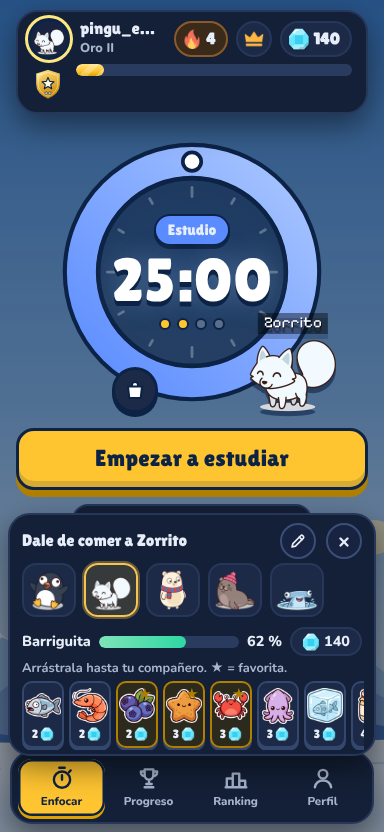 pingu_e...
Oro II
4
140
Estudio
25:00
Zorrito
Empezar a estudiar
Dale de comer a Zorrito
Barriguita 62 % 140
Arrástrala hasta tu compañero. ★ = favorita.
2 2 2 3 3 3 3
Enfocar Progreso Ranking Perfil